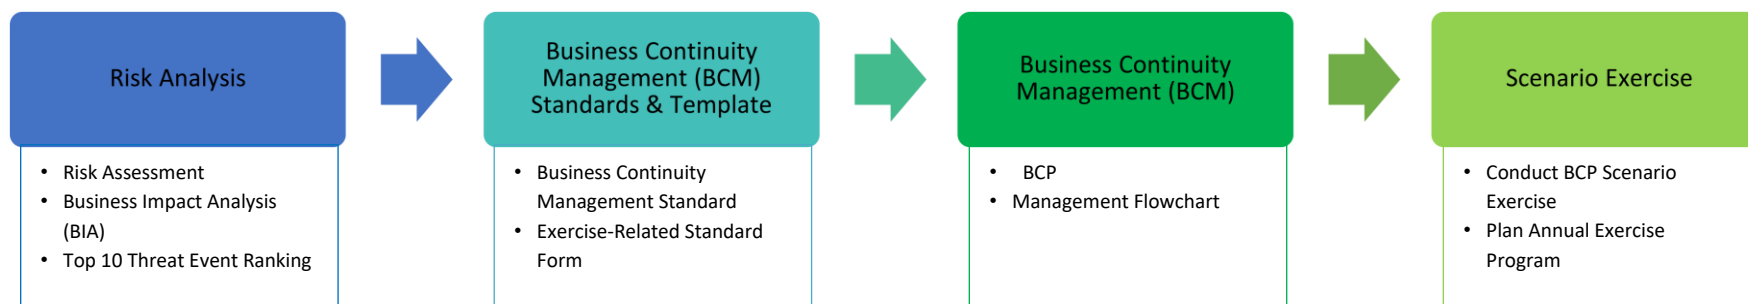 Risk Analysis
• Risk Assessment
• Business Impact Analysis
(BIA)
• Top 10 Threat Event Ranking
Business Continuity
Management (BCM)
Standards & Template
• Business Continuity
Management Standard
• Exercise-Related Standard
Form
Business Continuity
Management (BCM)
• BCP
• Management Flowchart
Scenario Exercise
• Conduct BCP Scenario
Exercise
• Plan Annual Exercise
Program